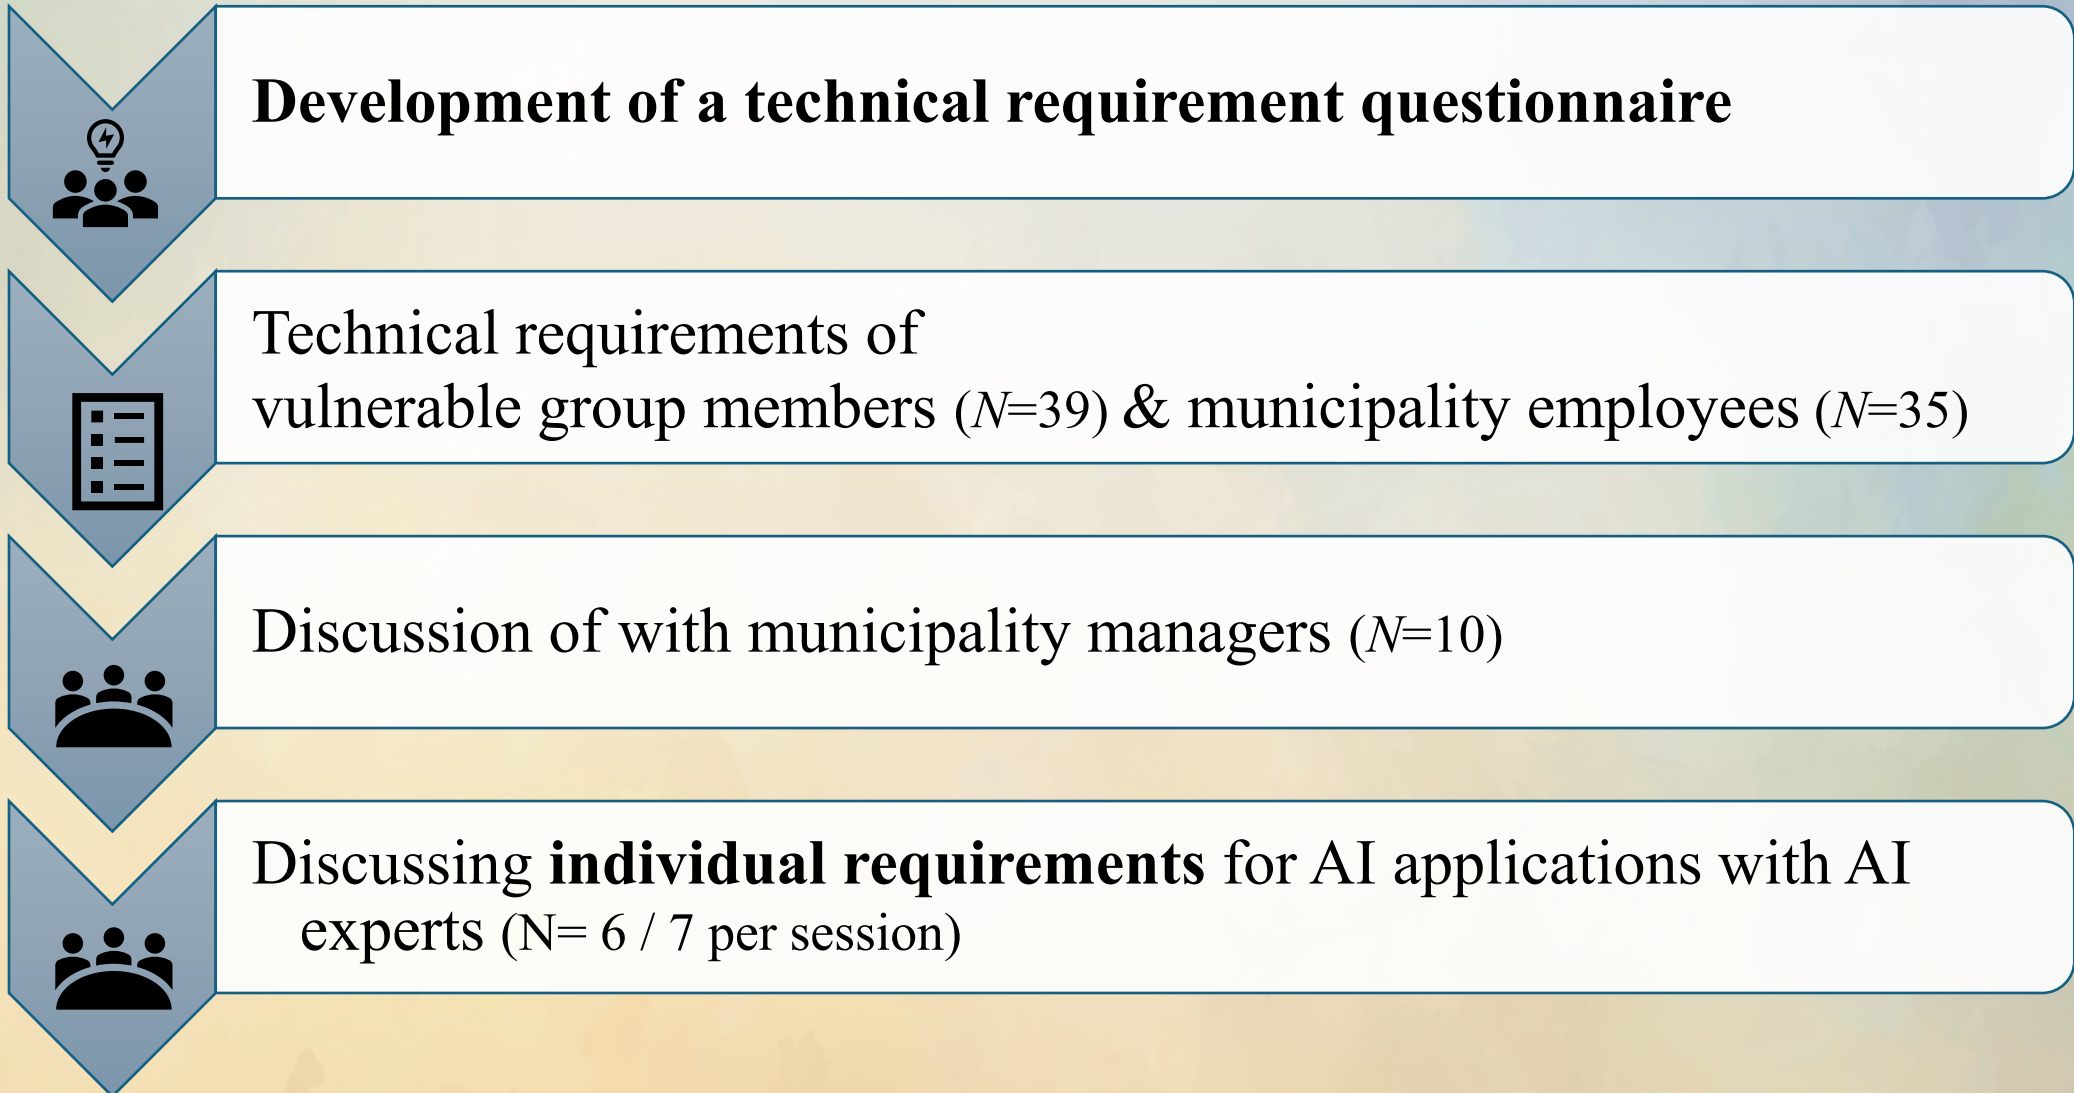 Development of a technical requirement questionnaire
Technical requirements of
vulnerable group members (N=39) & municipality employees (N=35)
Discussion of with municipality managers (N=10)
Discussing individual requirements for AI applications with AI
experts (N= 6 / 7 per session)